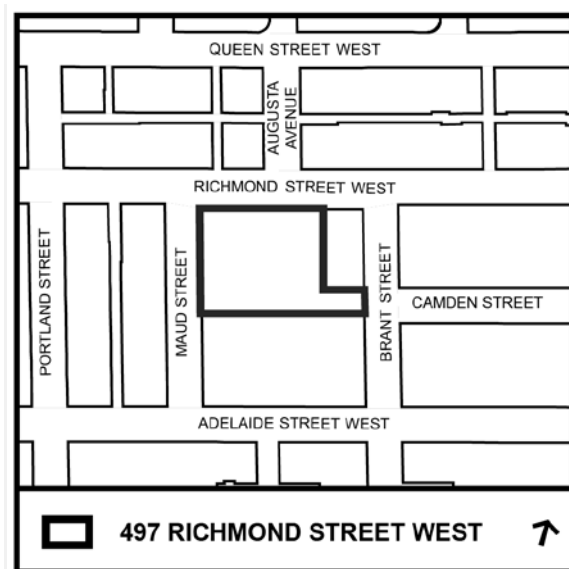 QUEEN STREET WEST
AUGUSTA
AVENUE
RICHMOND STREET WEST
PORTLAND STREET
MAUD STREET
BRANT STREET
CAMDEN STREET
ADELAIDE STREET WEST
497 RICHMOND STREET WEST